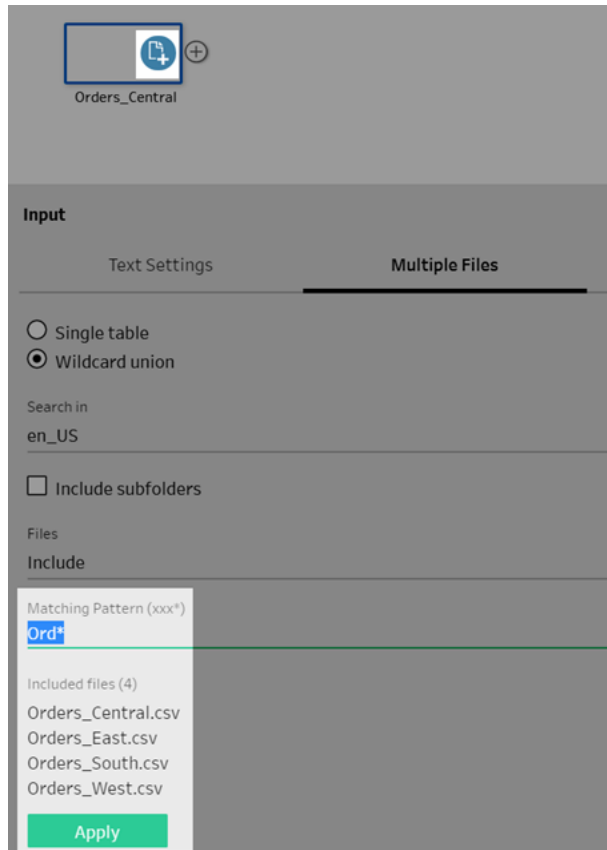 Orders_Central
Input
Text Settings Multiple Files
Single table
Wildcard union
Search in
en_US
Include subfolders
Files
Include
Matching Pattern (xxx*)
Ord*
Included files (4)
Orders_Central.csv
Orders_East.csv
Orders_South.csv
Orders_West.csv
Apply